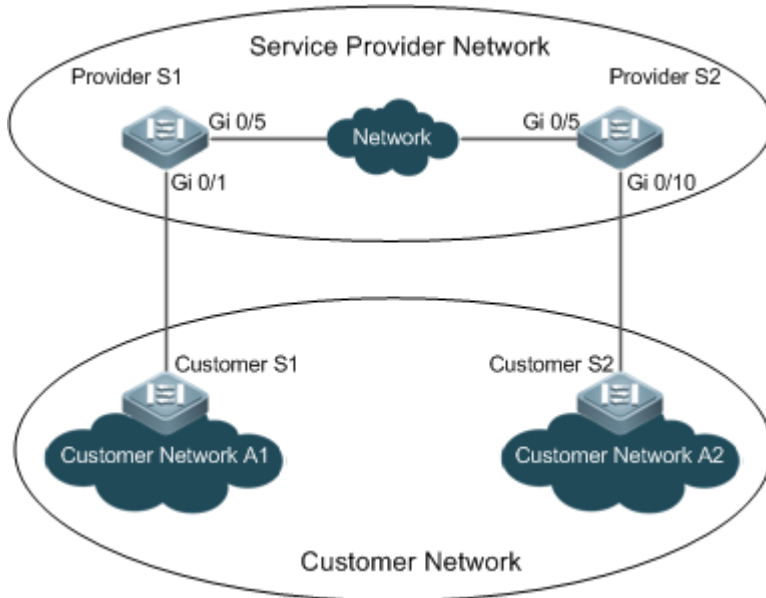 Service Provider Network
Provider S1
Provider S2
Gi 0/5
Network
Gi 0/5
Gi 0/1
Gi 0/10
Customer S1
Customer S2
Customer Network A1
Customer Network A2
Customer Network